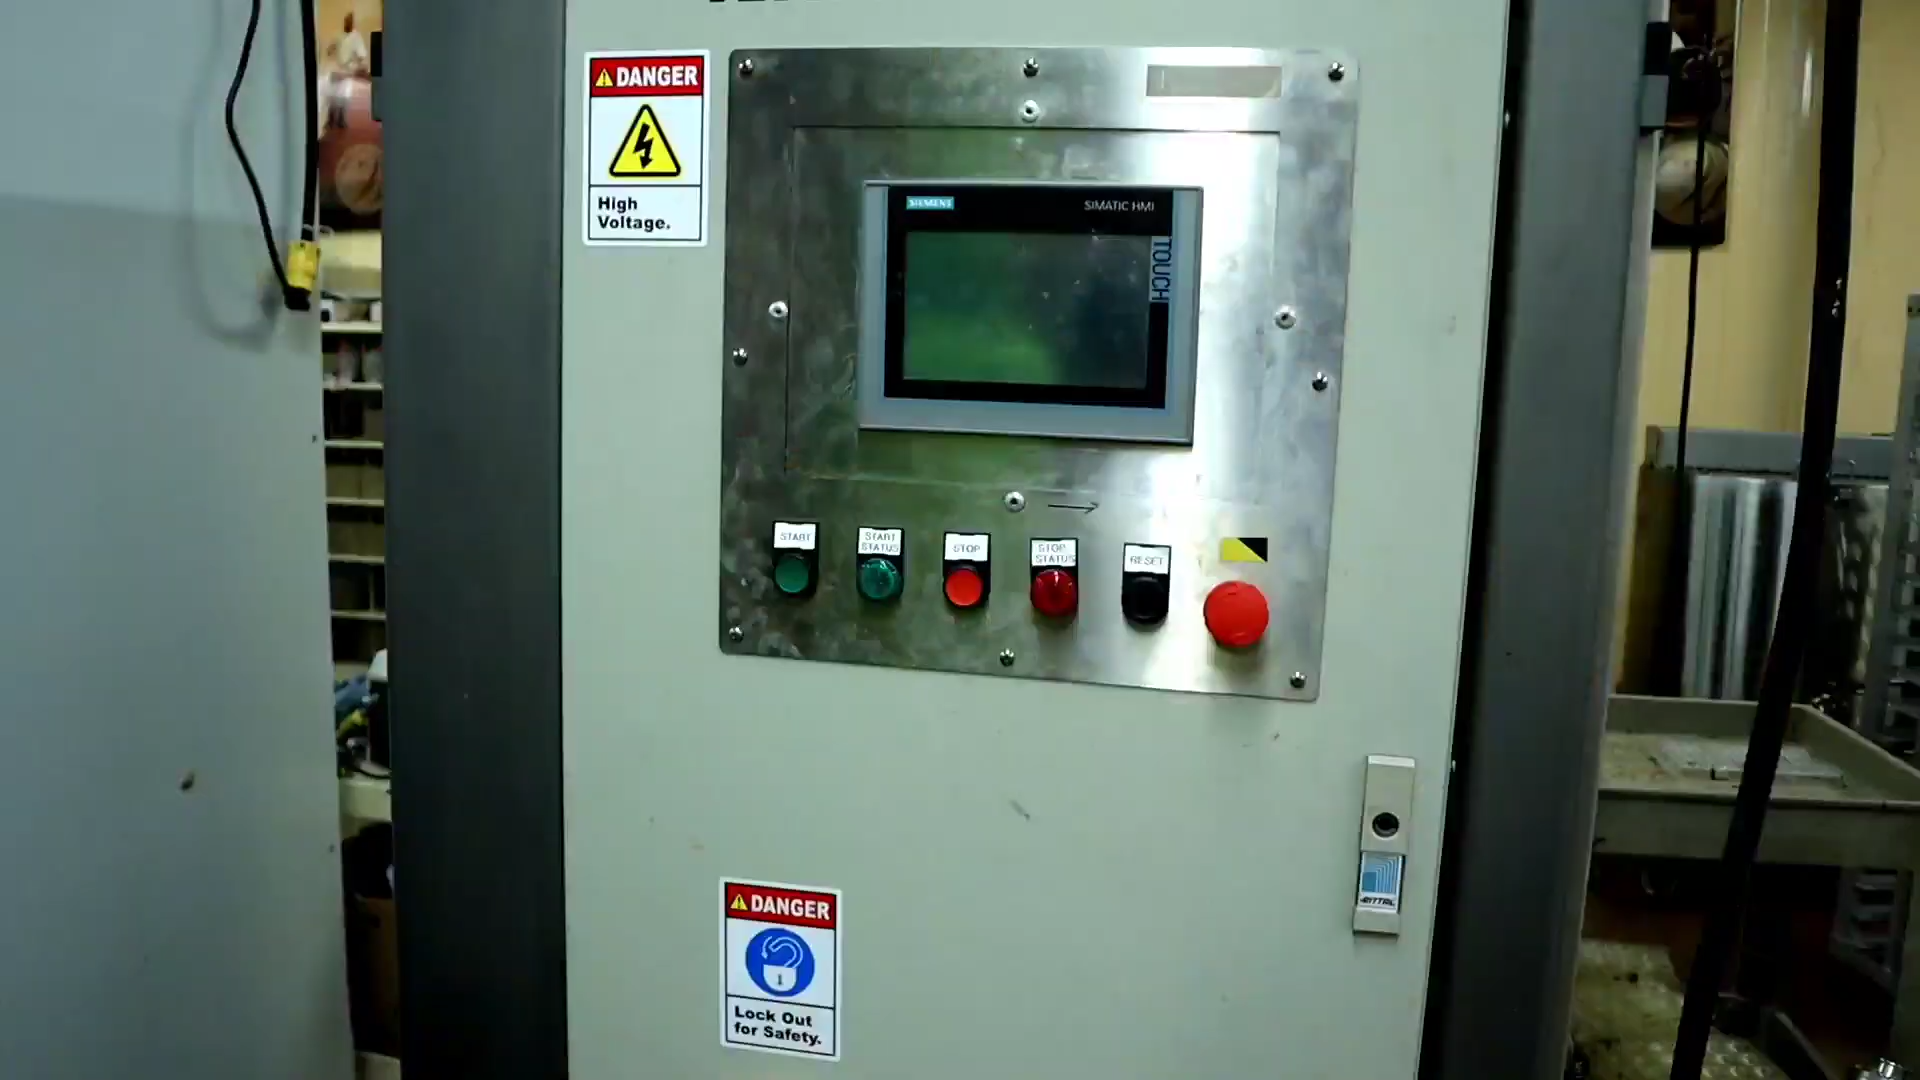 DANGER
High
Voltage.
SIEMENS
SIMATIC HMI
TOUCH
START
START
STATUS
STOP
STOP
STATUS
RESET
RITTAL
DANGER
1
Lock Out
for Safety.